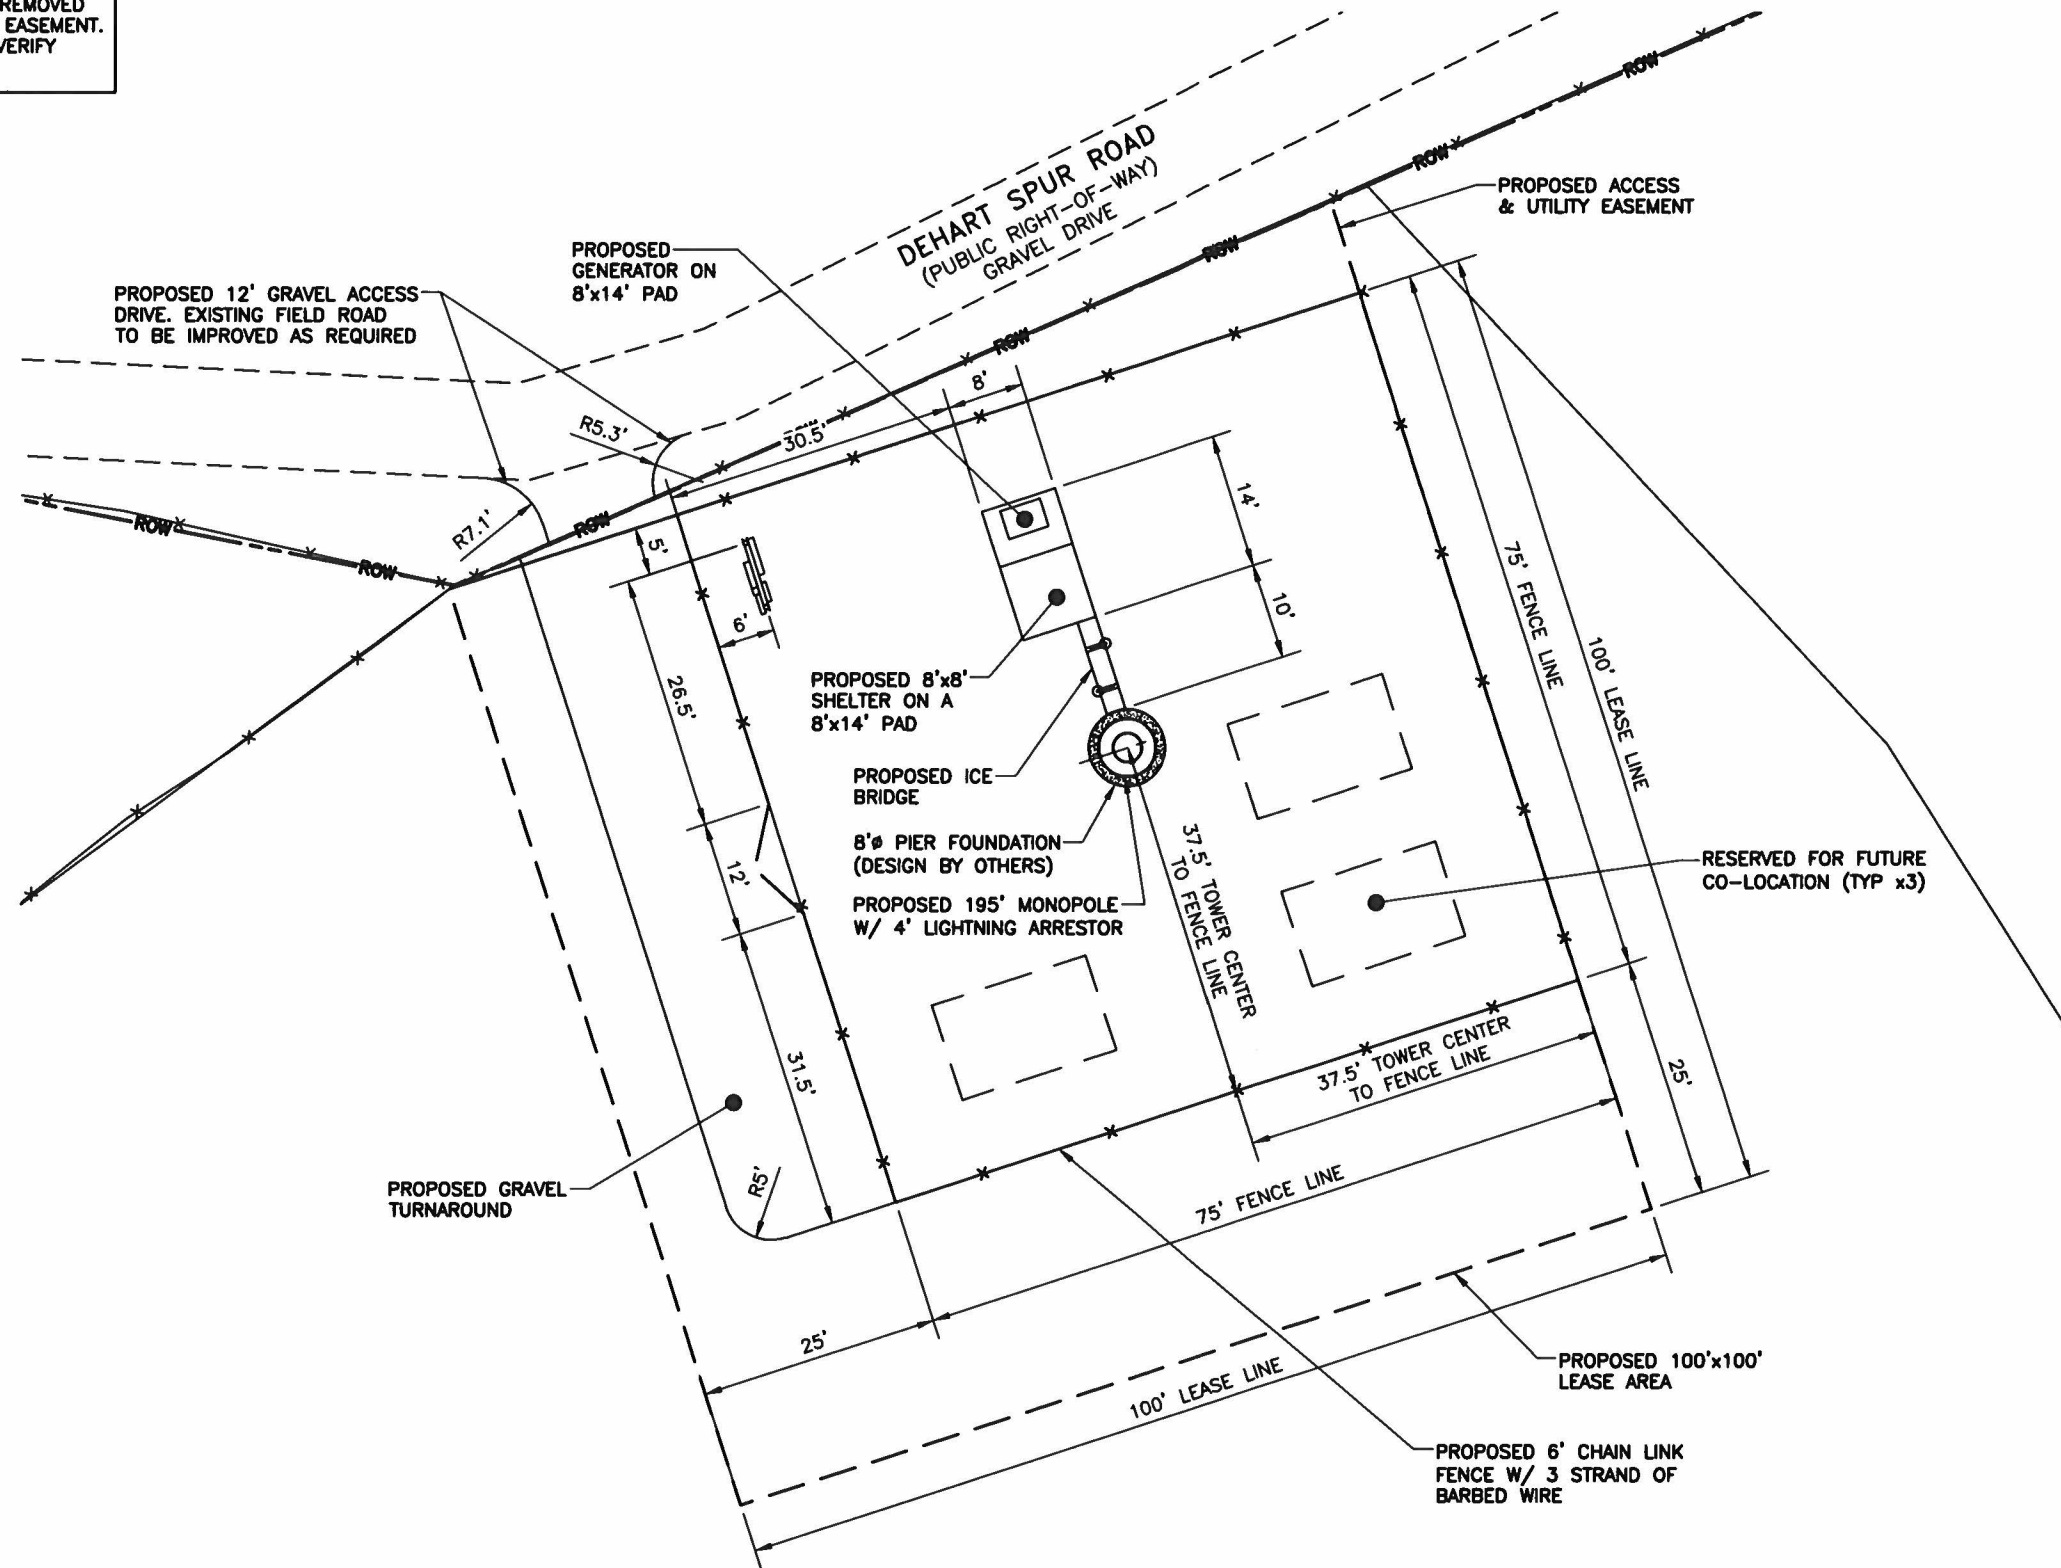 REMOVED
EASEMENT.
VERIFY
DEHART SPUR ROAD
(PUBLIC RIGHT-OF-WAY)
GRAVEL DRIVE
ROW
ROW
ROW
ROW
ROW
ROW
ROW
PROPOSED ACCESS
& UTILITY EASEMENT
PROPOSED
GENERATOR ON
8'x14' PAD
PROPOSED 12' GRAVEL ACCESS
DRIVE. EXISTING FIELD ROAD
TO BE IMPROVED AS REQUIRED
R5.3'
R7.1'
30.5'
8'
5'
6'
14'
10'
26.5'
12'
31.5'
75' FENCE LINE
100' LEASE LINE
PROPOSED 8'x8'
SHELTER ON A
8'x14' PAD
PROPOSED ICE
BRIDGE
8'ø PIER FOUNDATION
(DESIGN BY OTHERS)
PROPOSED 195' MONOPOLE
W/ 4' LIGHTNING ARRESTOR
37.5' TOWER CENTER
TO FENCE LINE
RESERVED FOR FUTURE
CO-LOCATION (TYP x3)
37.5' TOWER CENTER
TO FENCE LINE
25'
PROPOSED GRAVEL
TURNAROUND
R5'
75' FENCE LINE
25'
100' LEASE LINE
PROPOSED 100'x100'
LEASE AREA
PROPOSED 6' CHAIN LINK
FENCE W/ 3 STRAND OF
BARBED WIRE